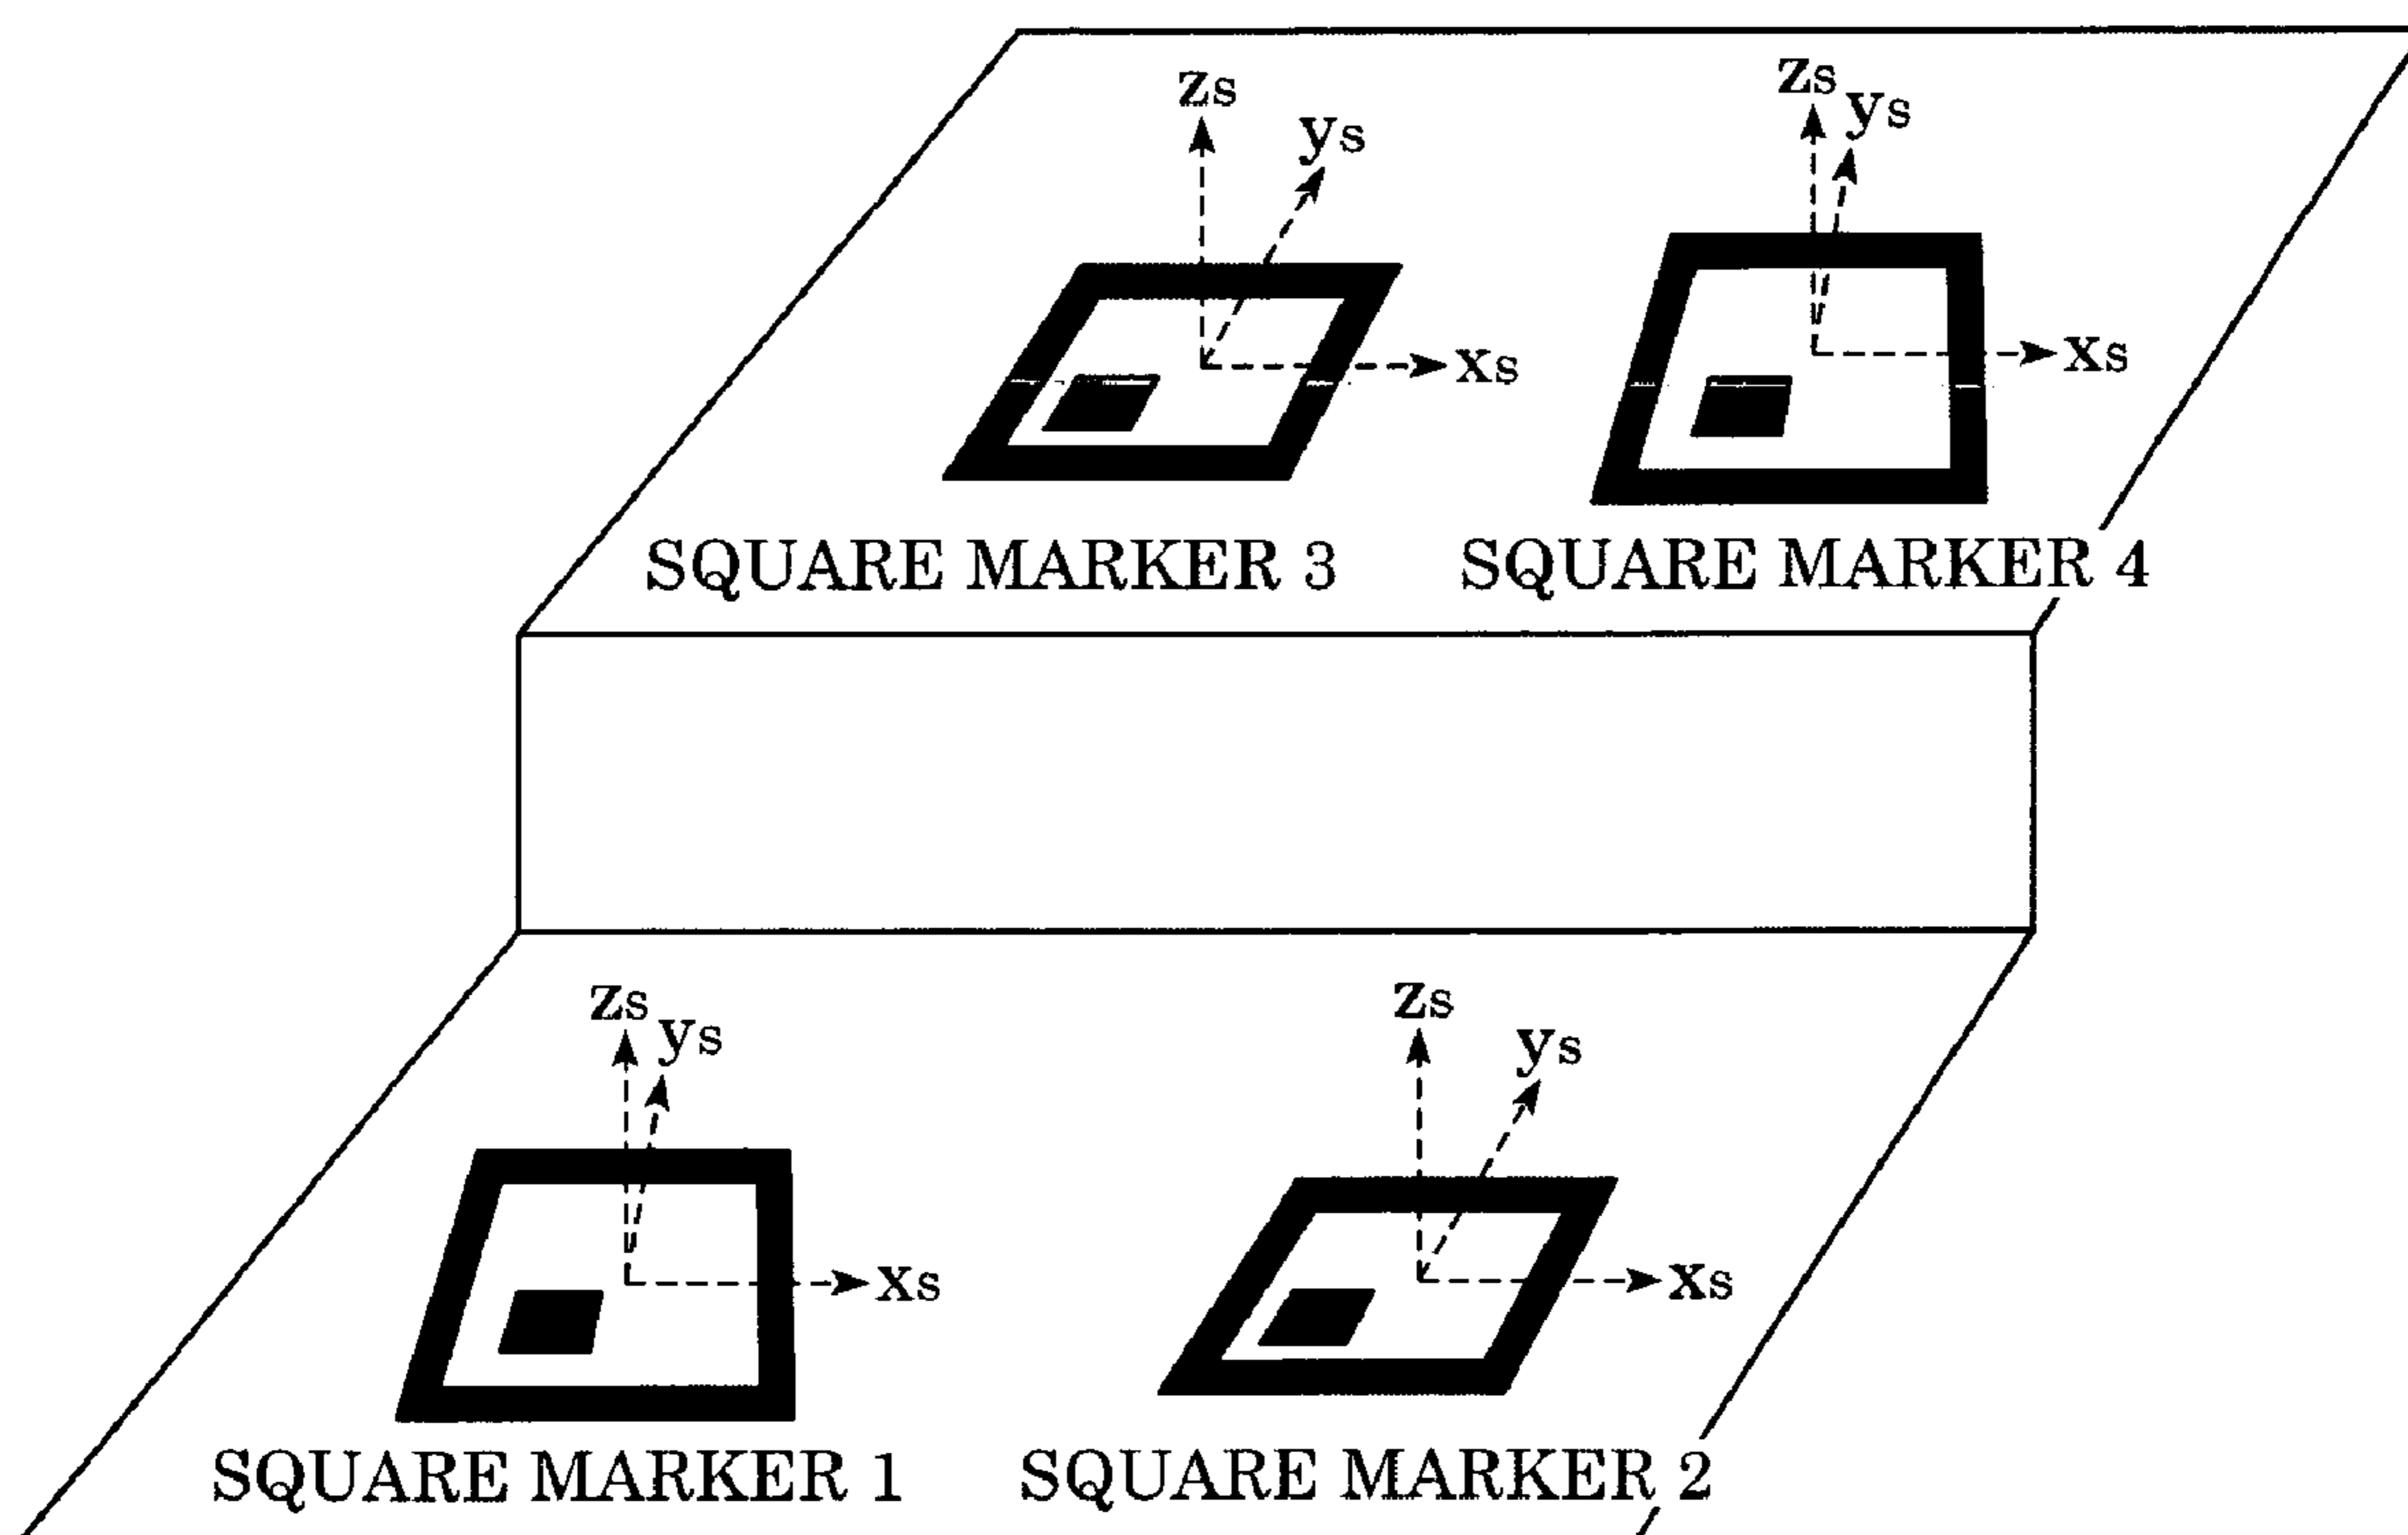 zs
zs
ys
ys
xs
xs
SQUARE MARKER 3
SQUARE MARKER 4
zs
zs
ys
ys
xs
xs
SQUARE MARKER 1
SQUARE MARKER 2